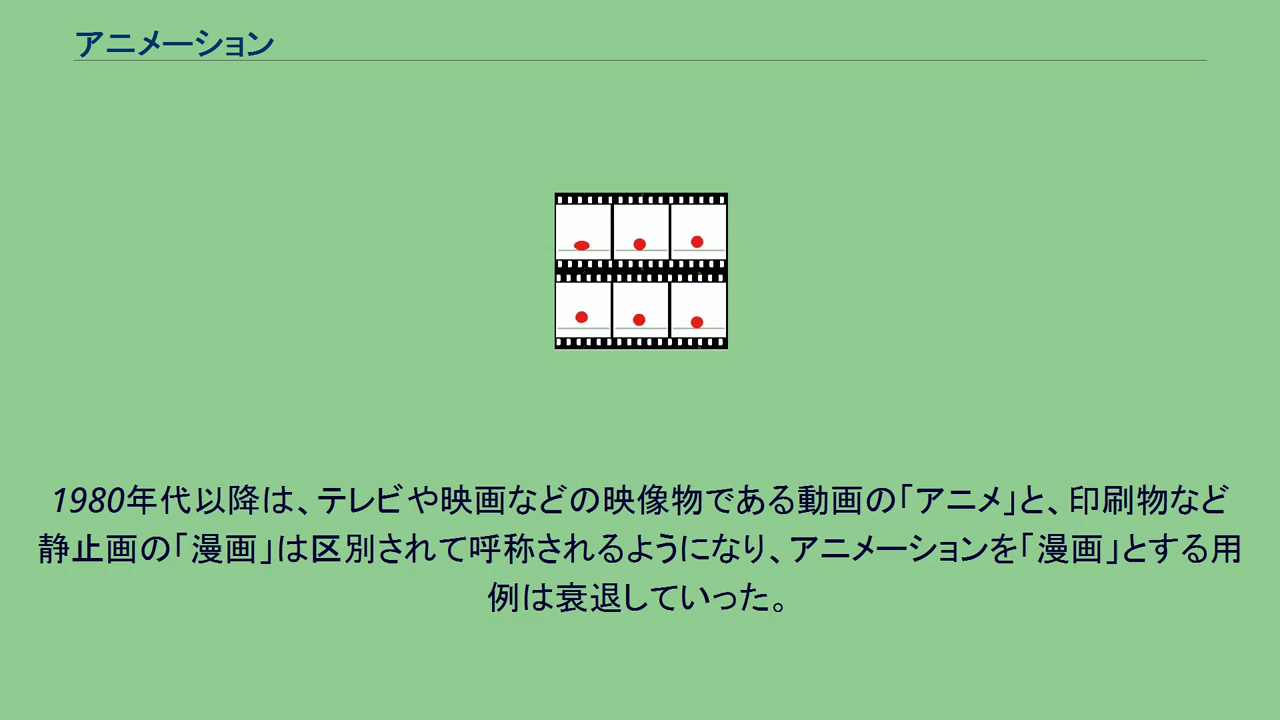 アニメーション
1980年代以降は、テレビや映画などの映像物である動画の「アニメ」と、印刷物など
静止画の「漫画」は区別されて呼称されるようになり、アニメーションを「漫画」とする用
例は衰退していった。